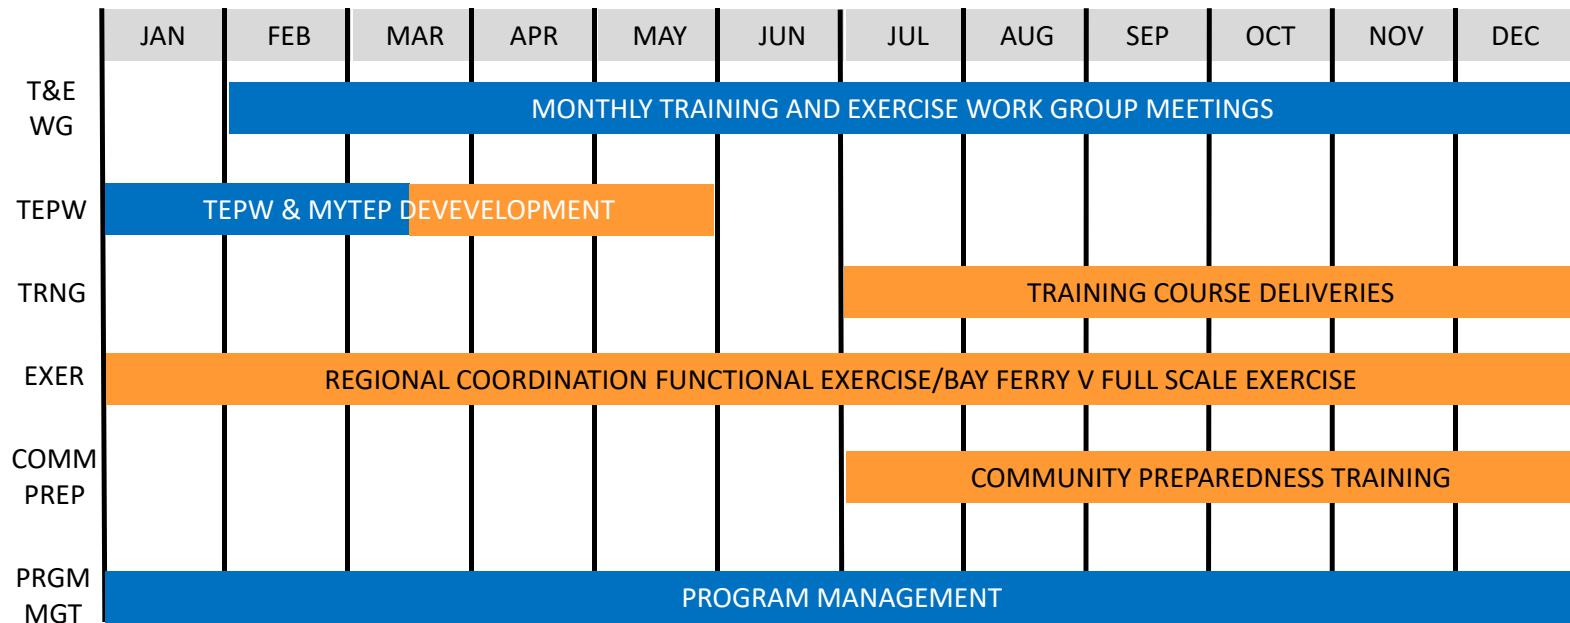 JAN FEB MAR APR MAY JUN JUL AUG SEP OCT NOV DEC
T&E
WG
MONTHLY TRAINING AND EXERCISE WORK GROUP MEETINGS
TEPW
TEPW & MYTEP DEVEVELOPMENT
TRNG
TRAINING COURSE DELIVERIES
EXER
REGIONAL COORDINATION FUNCTIONAL EXERCISE/BAY FERRY V FULL SCALE EXERCISE
COMM
PREP
COMMUNITY PREPAREDNESS TRAINING
PRGM
MGT
PROGRAM MANAGEMENT